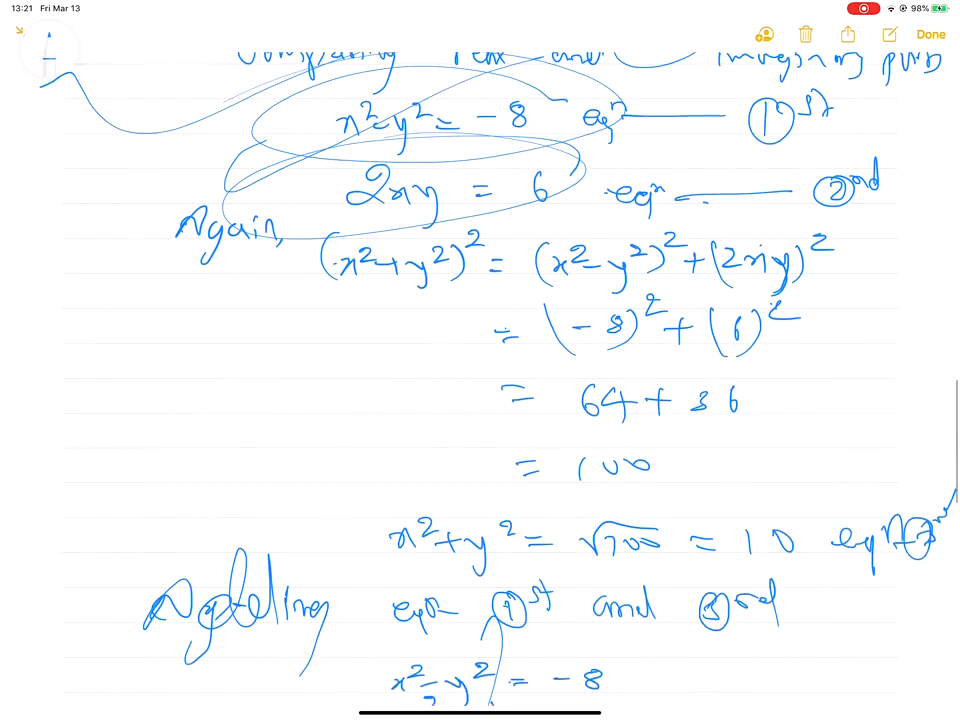 13:21 Fri Mar 13 98%
Done
Comparing real and imaginary parts
x² - y² = -8 eqⁿ — 1st
2xy = 6 eqⁿ — 2nd
Again,
(x² + y²)² = (x² - y²)² + (2xy)²
= (-8)² + (6)²
= 64 + 36
= 100
x² + y² = √100 = 10 eqⁿ
eqⁿ 1st and 3rd
x² - y² = -8